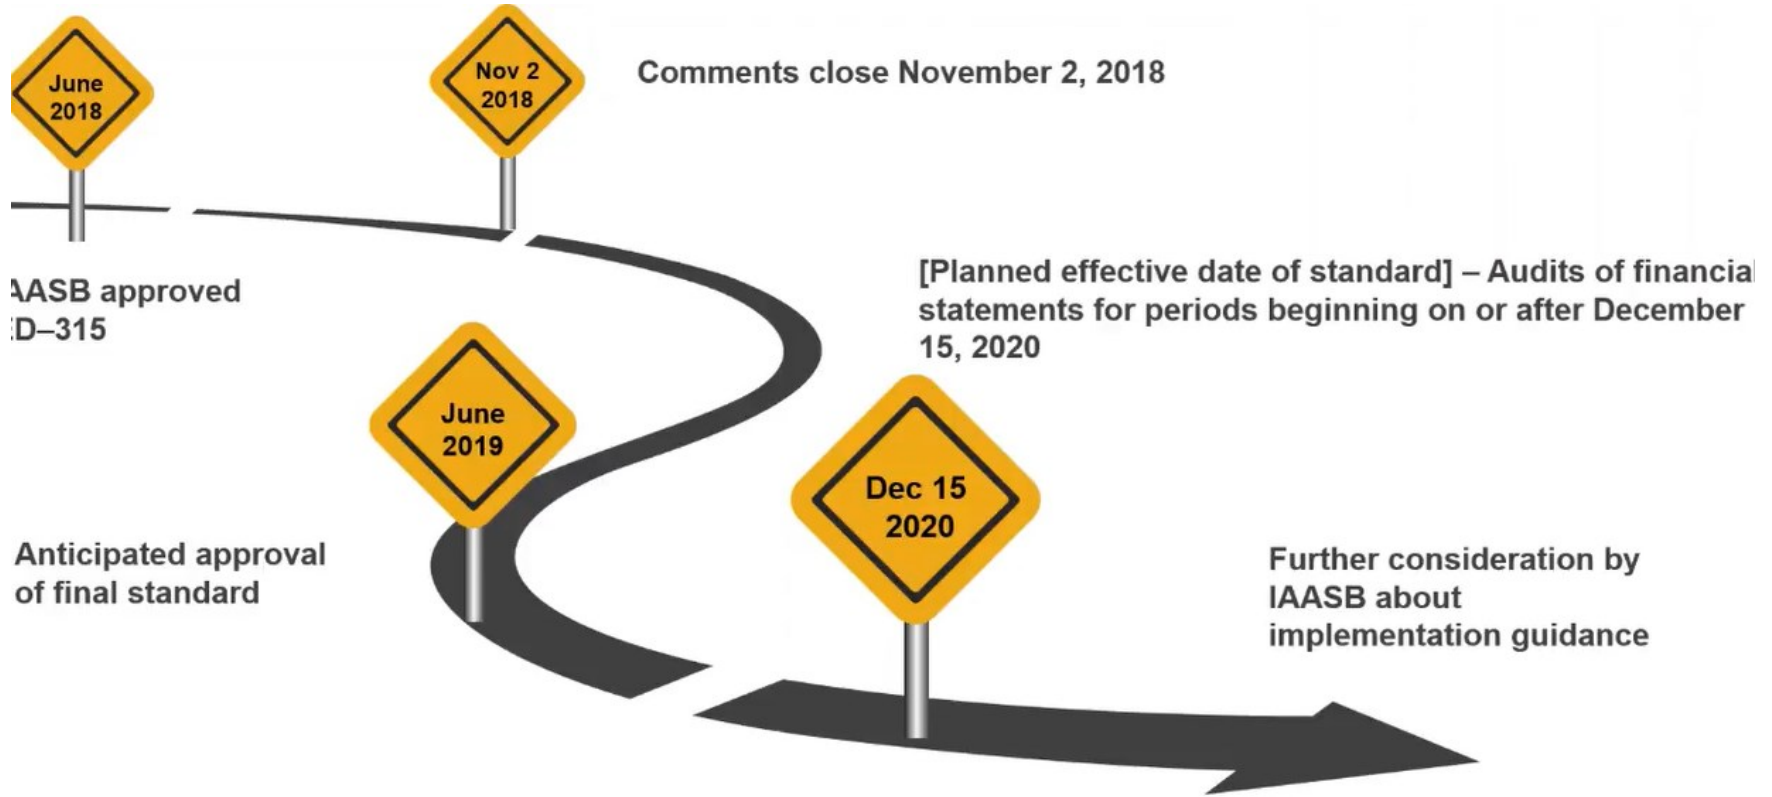 June
2018
Nov 2
2018
Comments close November 2, 2018
AASB approved
ED–315
[Planned effective date of standard] – Audits of financial
statements for periods beginning on or after December
15, 2020
June
2019
Dec 15
2020
Anticipated approval
of final standard
Further consideration by
IAASB about
implementation guidance